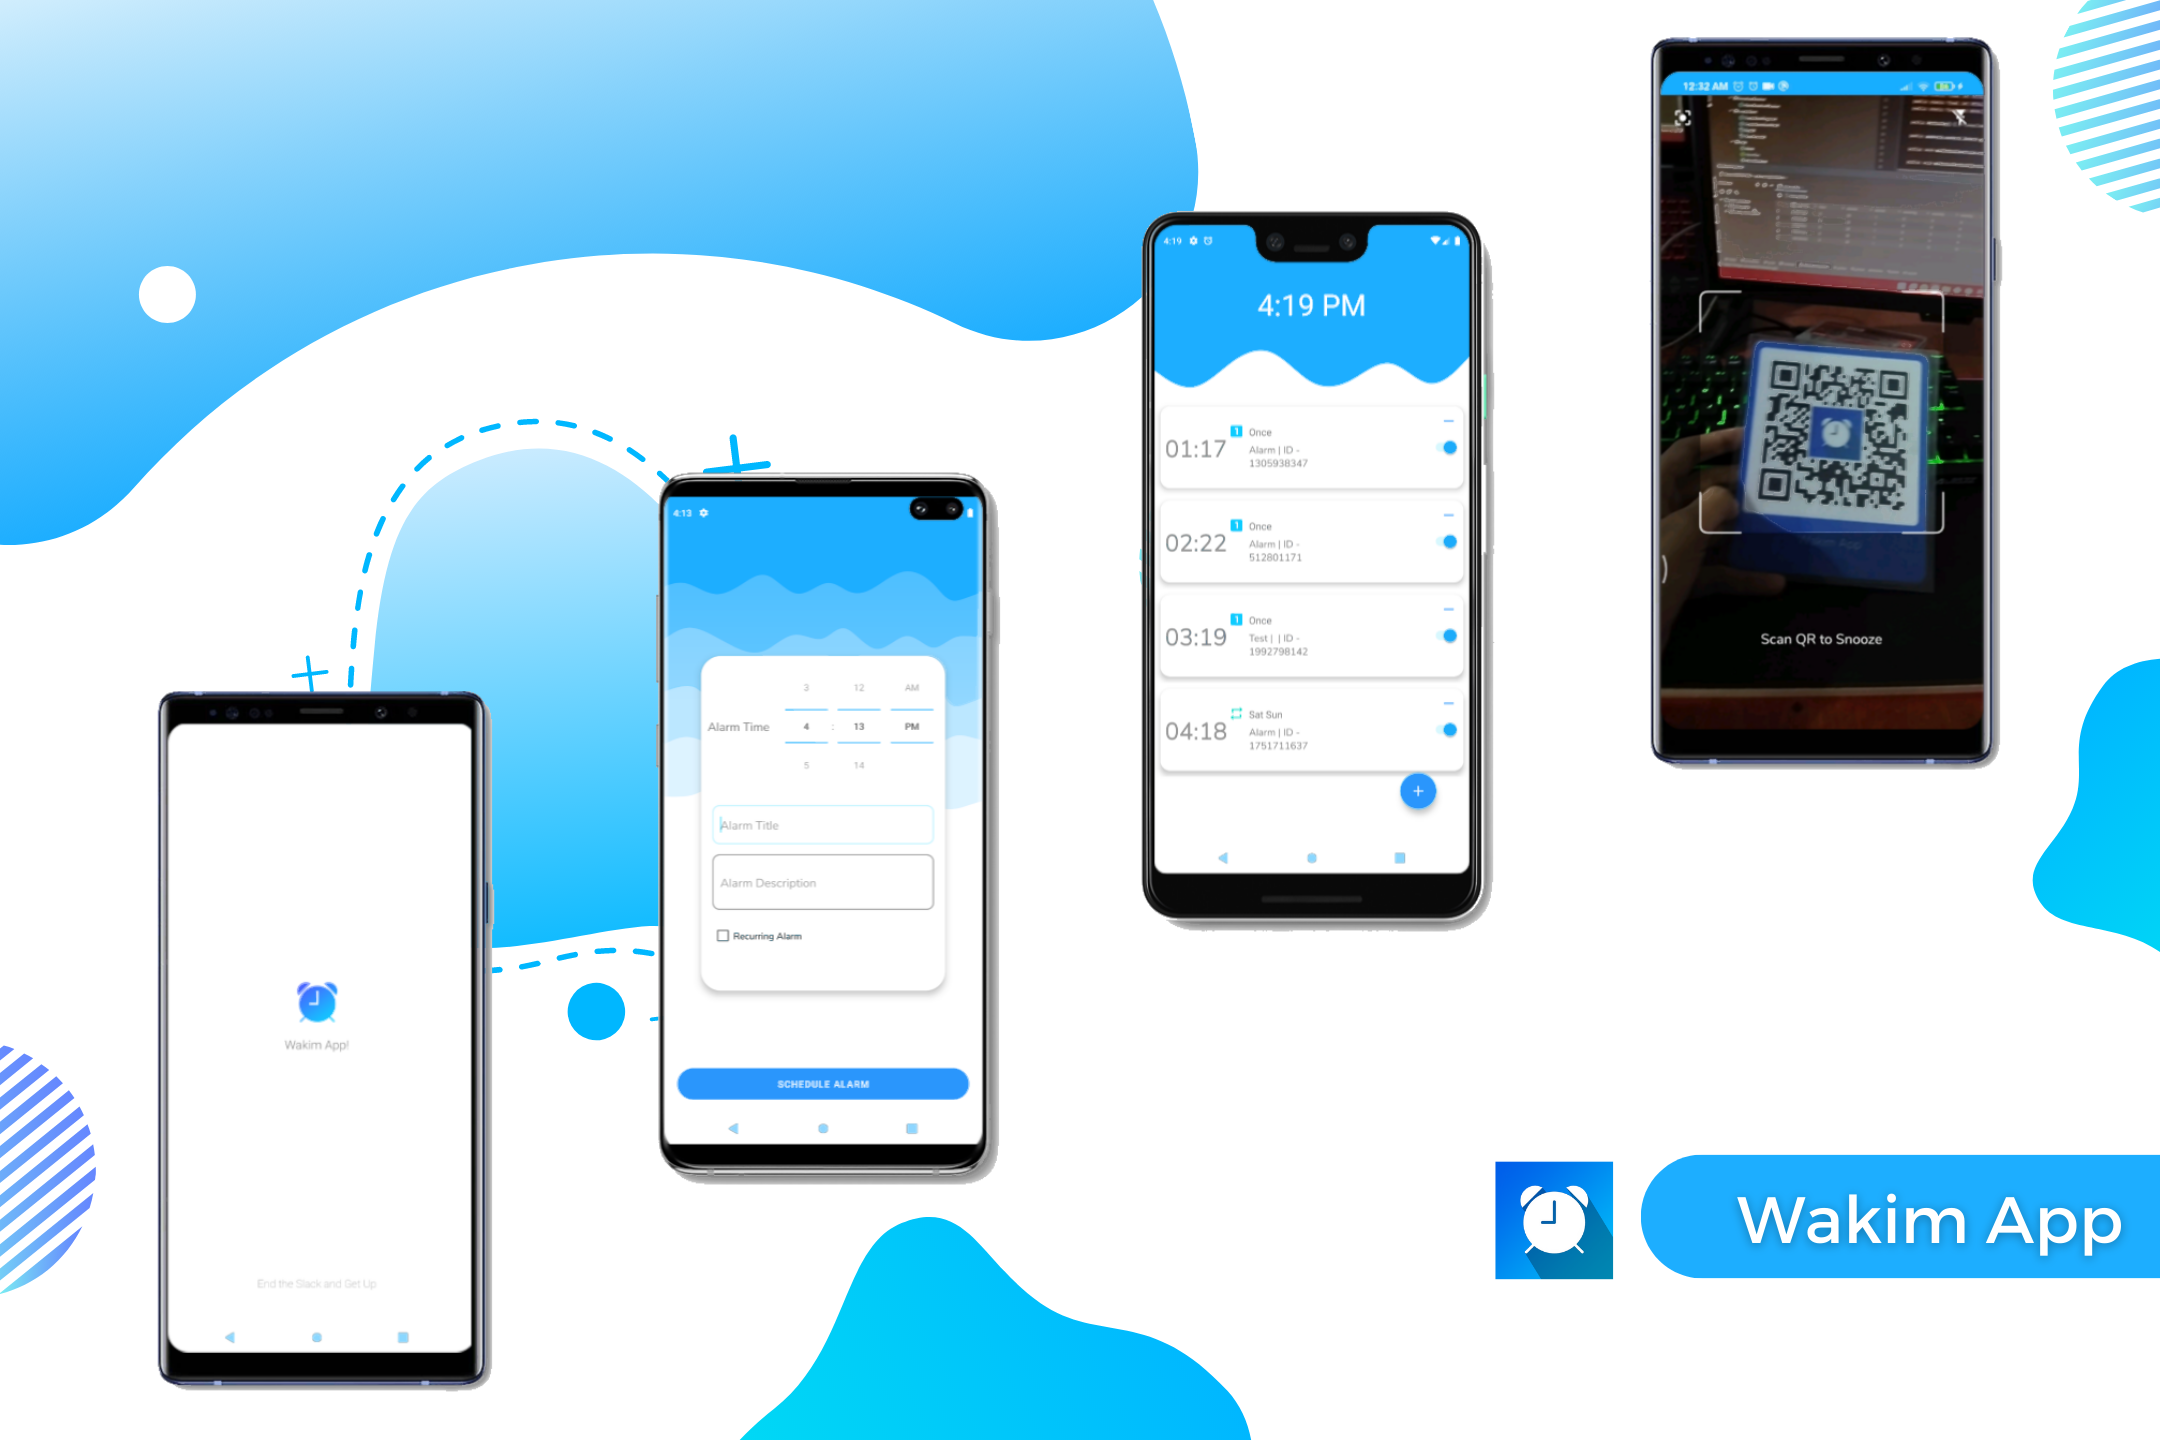 Wakim App!
End the Slack and Get Up
4:13
3 12 AM
Alarm Time 4 : 13 PM
5 14
Alarm Title
Alarm Description
Recurring Alarm
SCHEDULE ALARM
4:19
4:19 PM
01:17
1 Once
Alarm | ID -
1305938347
02:22
1 Once
Alarm | ID -
512801171
03:19
1 Once
Test | | ID -
1992798142
04:18
Sat Sun
Alarm | ID -
1751711637
+
12:32 AM
Scan QR to Snooze
Wakim App